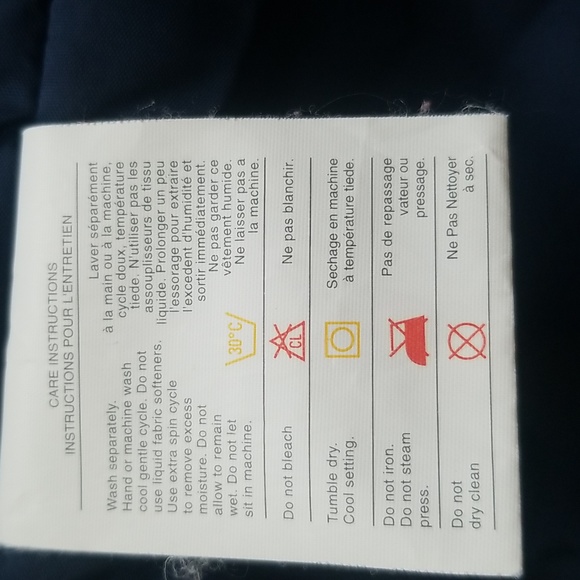 CARE INSTRUCTIONS
INSTRUCTIONS POUR L'ENTRETIEN
Wash separately.
Hand or machine wash
cool gentle cycle. Do not
use liquid fabric softeners.
Use extra spin cycle
to remove excess
moisture. Do not
allow to remain
wet. Do not let
sit in machine.
30°C
Laver séparément
à la main ou à la machine,
cycle doux, température
tiede. N'utiliser pas les
assouplisseurs de tissu
liquide. Prolonger un peu
l'essorage pour extraire
l'excedent d'humidité et
sortir immédiatement.
Ne pas garder ce
vêtement humide.
Ne laisser pas a
la machine.
Do not bleach
CL
Ne pas blanchir.
Tumble dry.
Cool setting.
Sechage en machine
à température tiede.
Do not iron.
Do not steam
press.
Pas de repassage
vateur ou
pressage.
Do not
dry clean
Ne Pas Nettoyer
à sec.